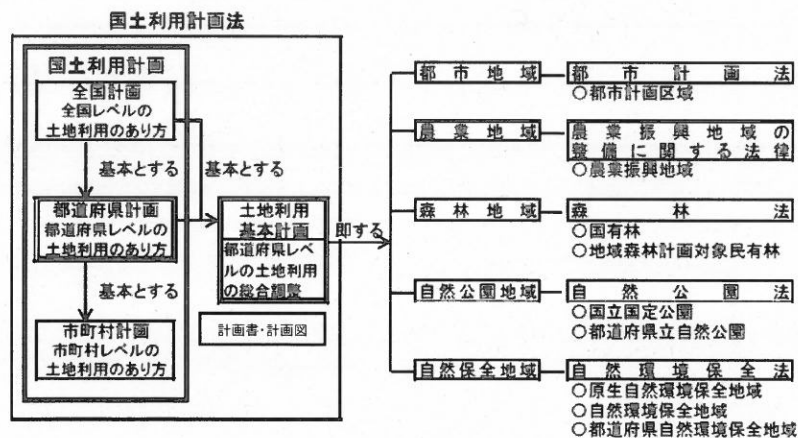 国土利用計画法
国土利用計画
全国計画
全国レベルの
土地利用のあり方
基本とする
基本とする
都道府県計画
都道府県レベルの
土地利用のあり方
基本とする
市町村計画
市町村レベルの
土地利用のあり方
土地利用
基本計画
都道府県レベ
ルの土地利用
の総合調整
計画書・計画図
即する
都市地域
都市計画法
○都市計画区域
農業地域
農業振興地域の
整備に関する法律
○農業振興地域
森林地域
森林法
○国有林
○地域森林計画対象民有林
自然公園地域
自然公園法
○国立国定公園
○都道府県立自然公園
自然保全地域
自然環境保全法
○原生自然環境保全地域
○自然環境保全地域
○都道府県自然環境保全地域